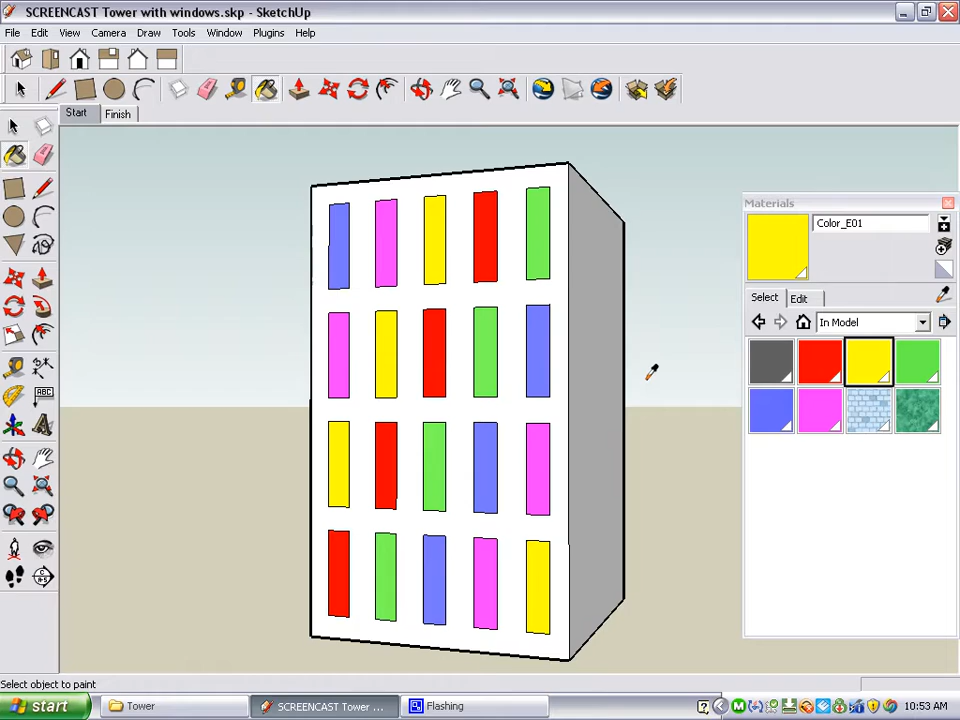 SCREENCAST Tower with windows.skp - SketchUp
File Edit View Camera Draw Tools Window Plugins Help
Start Finish
Materials
Color_E01
Select Edit
In Model
ABC
Select object to paint
start Tower SCREENCAST Tower ... Flashing 10:53 AM